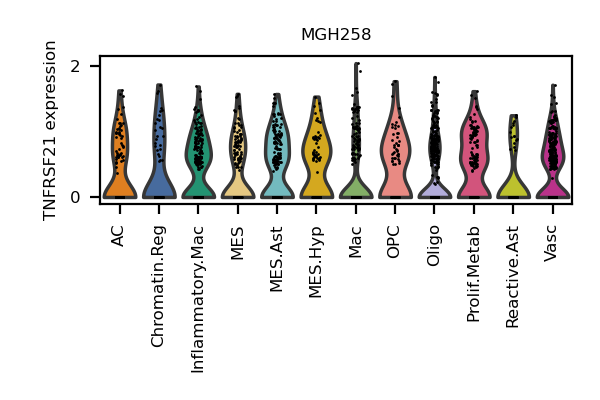 MGH258
TNFRSF21 expression
2
0
AC
Chromatin.Reg
Inflammatory.Mac
MES
MES.Ast
MES.Hyp
Mac
OPC
Oligo
Prolif.Metab
Reactive.Ast
Vasc